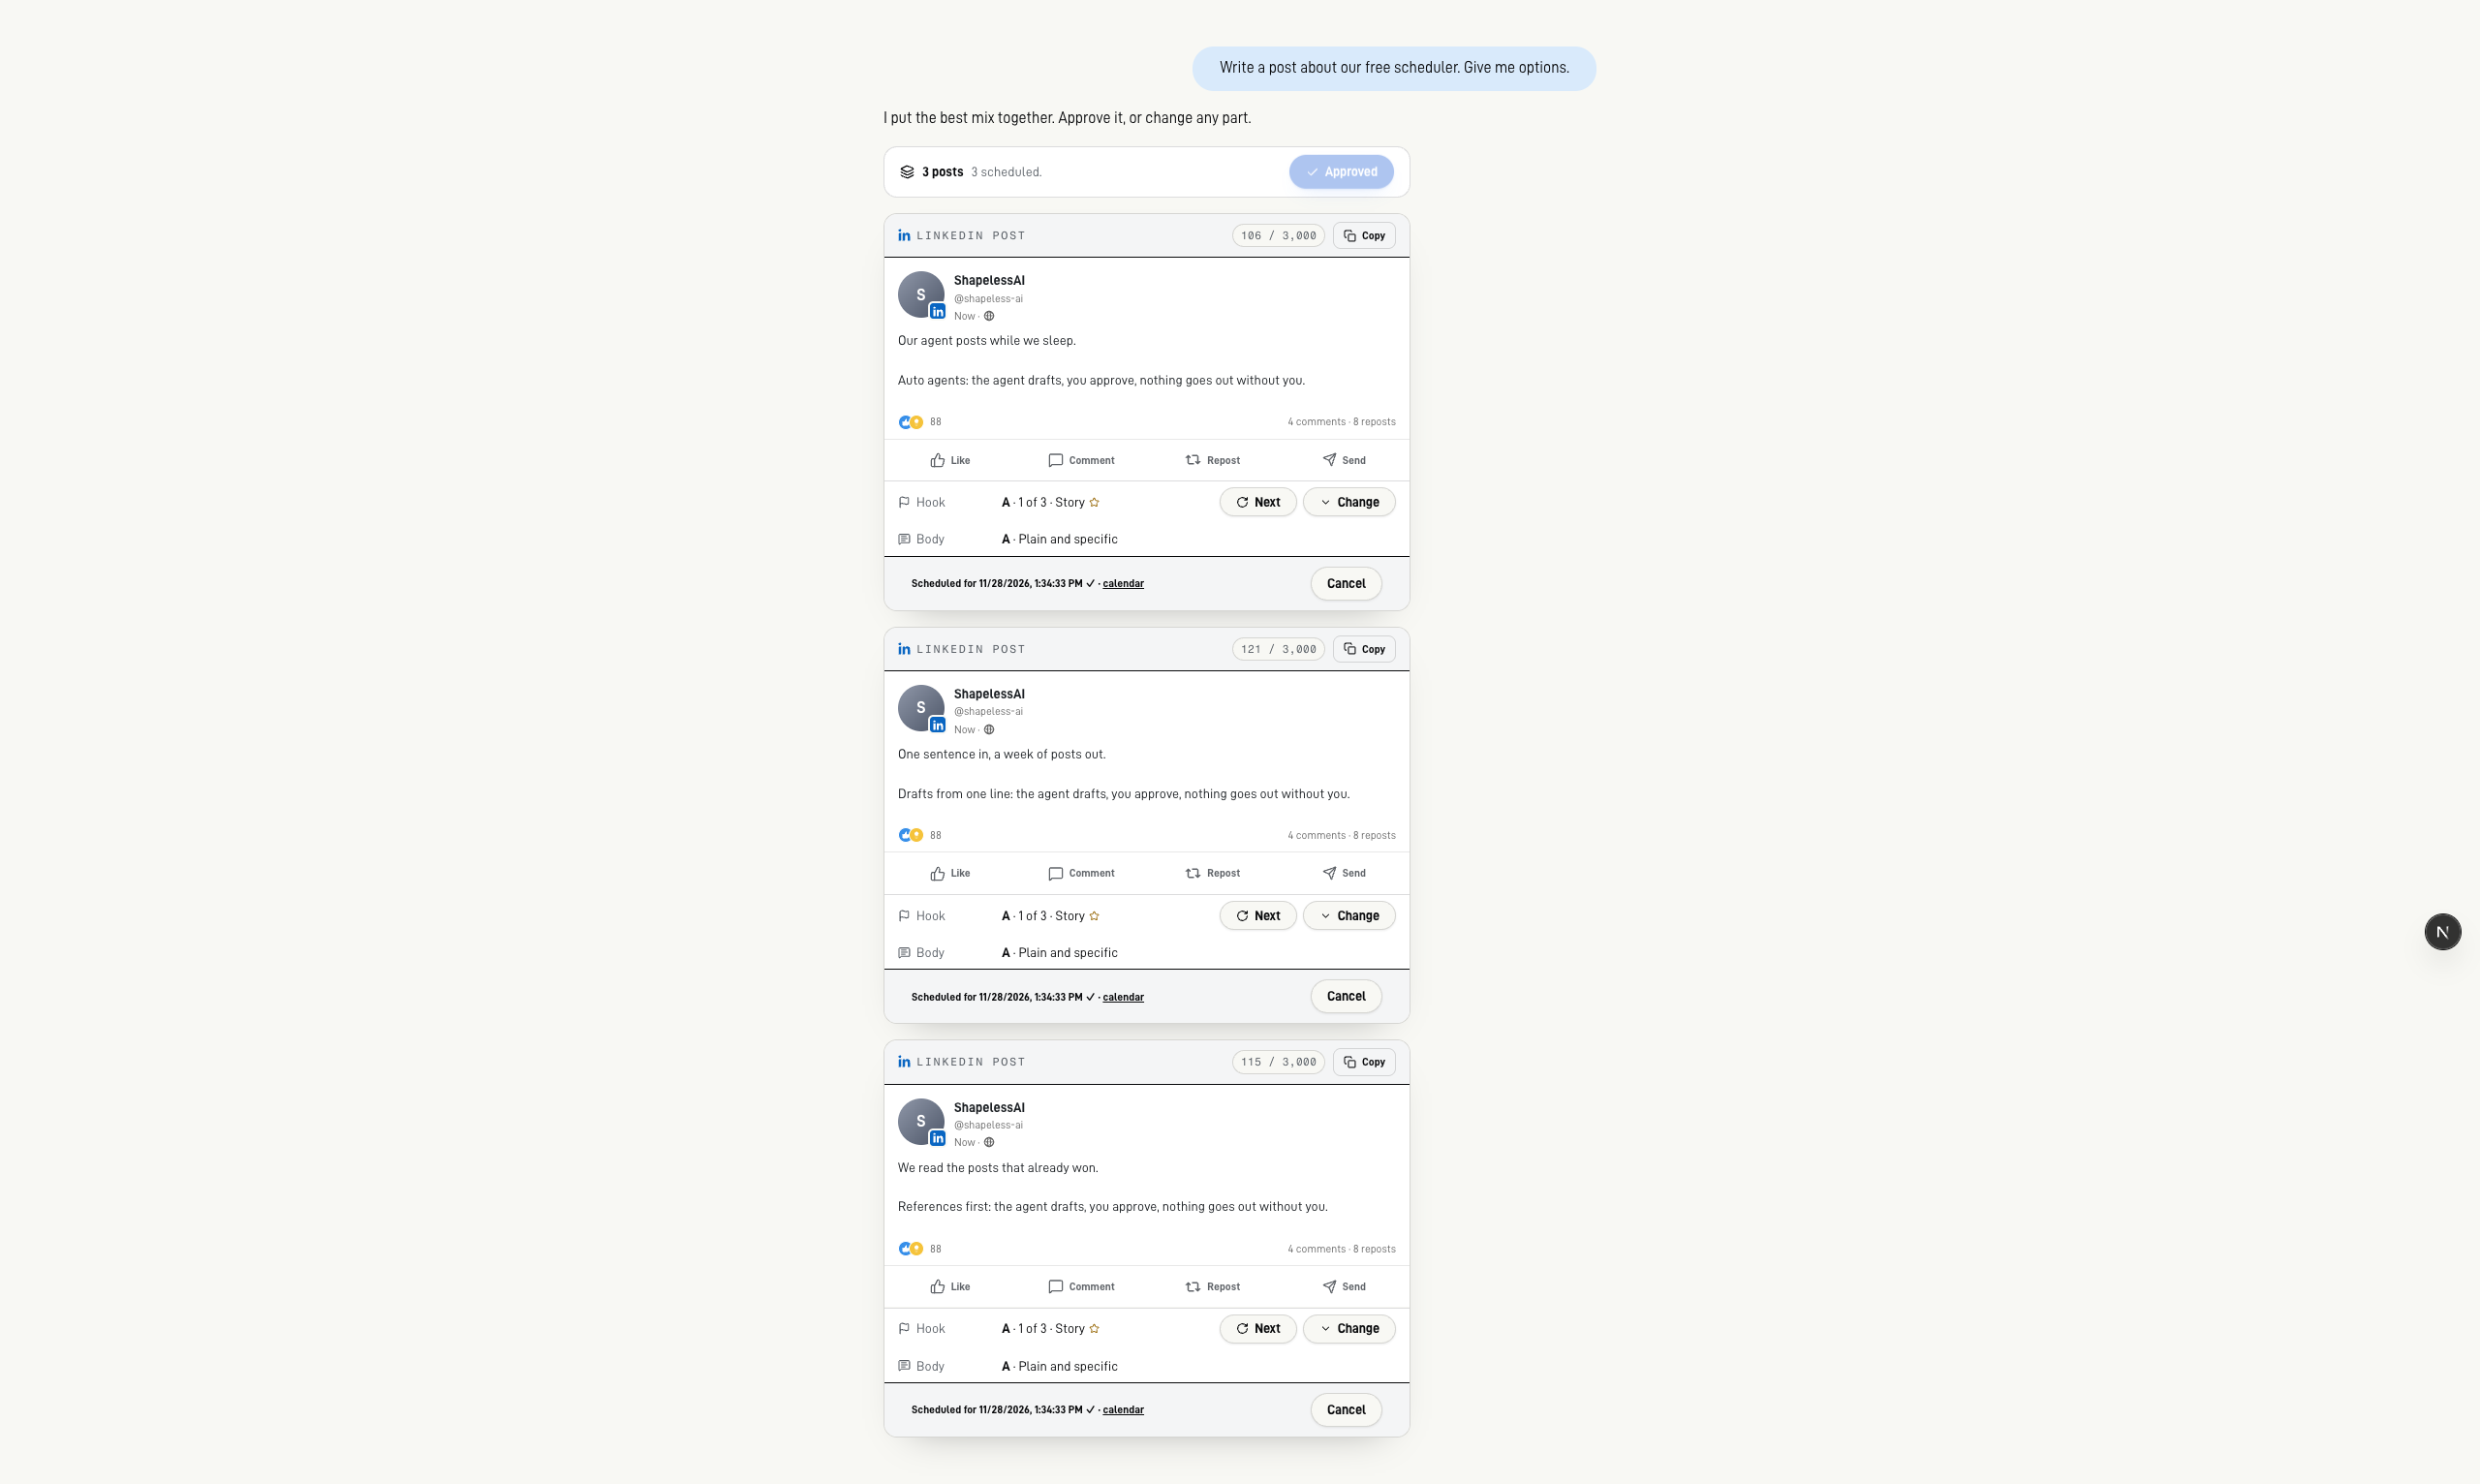 Write a post about our free scheduler. Give me options.
I put the best mix together. Approve it, or change any part.
3 posts 3 scheduled. Approved
in LINKEDIN POST 106 / 3,000 Copy
S in
ShapelessAI
@shapeless-ai
Now ·
Our agent posts while we sleep.
Auto agents: the agent drafts, you approve, nothing goes out without you.
88 4 comments · 8 reposts
Like Comment Repost Send
Hook A · 1 of 3 · Story Next Change
Body A · Plain and specific
Scheduled for 11/28/2026, 1:34:33 PM ✓ · calendar Cancel
in LINKEDIN POST 121 / 3,000 Copy
S in
ShapelessAI
@shapeless-ai
Now ·
One sentence in, a week of posts out.
Drafts from one line: the agent drafts, you approve, nothing goes out without you.
88 4 comments · 8 reposts
Like Comment Repost Send
Hook A · 1 of 3 · Story Next Change
Body A · Plain and specific
Scheduled for 11/28/2026, 1:34:33 PM ✓ · calendar Cancel
in LINKEDIN POST 115 / 3,000 Copy
S in
ShapelessAI
@shapeless-ai
Now ·
We read the posts that already won.
References first: the agent drafts, you approve, nothing goes out without you.
88 4 comments · 8 reposts
Like Comment Repost Send
Hook A · 1 of 3 · Story Next Change
Body A · Plain and specific
Scheduled for 11/28/2026, 1:34:33 PM ✓ · calendar Cancel
N